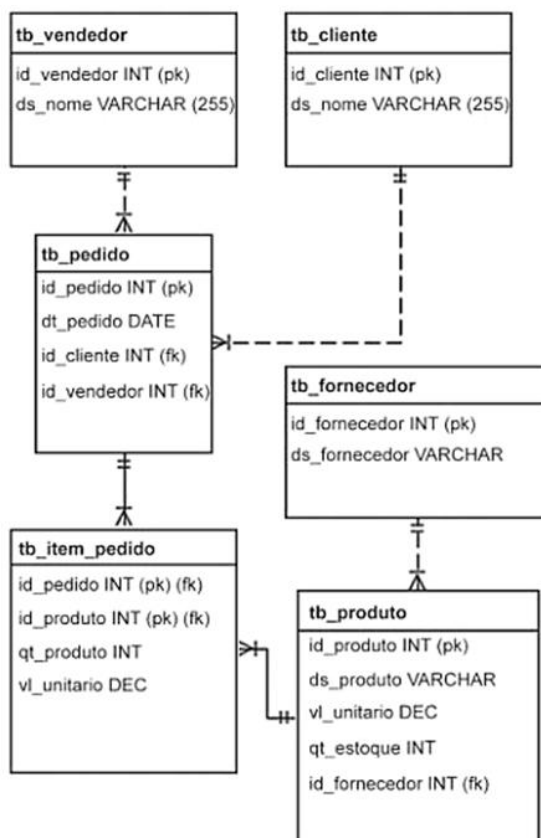 tb_vendedor
id_vendedor INT (pk)
ds_nome VARCHAR (255)
tb_cliente
id_cliente INT (pk)
ds_nome VARCHAR (255)
tb_pedido
id_pedido INT (pk)
dt_pedido DATE
id_cliente INT (fk)
id_vendedor INT (fk)
tb_fornecedor
id_fornecedor INT (pk)
ds_fornecedor VARCHAR
tb_item_pedido
id_pedido INT (pk) (fk)
id_produto INT (pk) (fk)
qt_produto INT
vl_unitario DEC
tb_produto
id_produto INT (pk)
ds_produto VARCHAR
vl_unitario DEC
qt_estoque INT
id_fornecedor INT (fk)